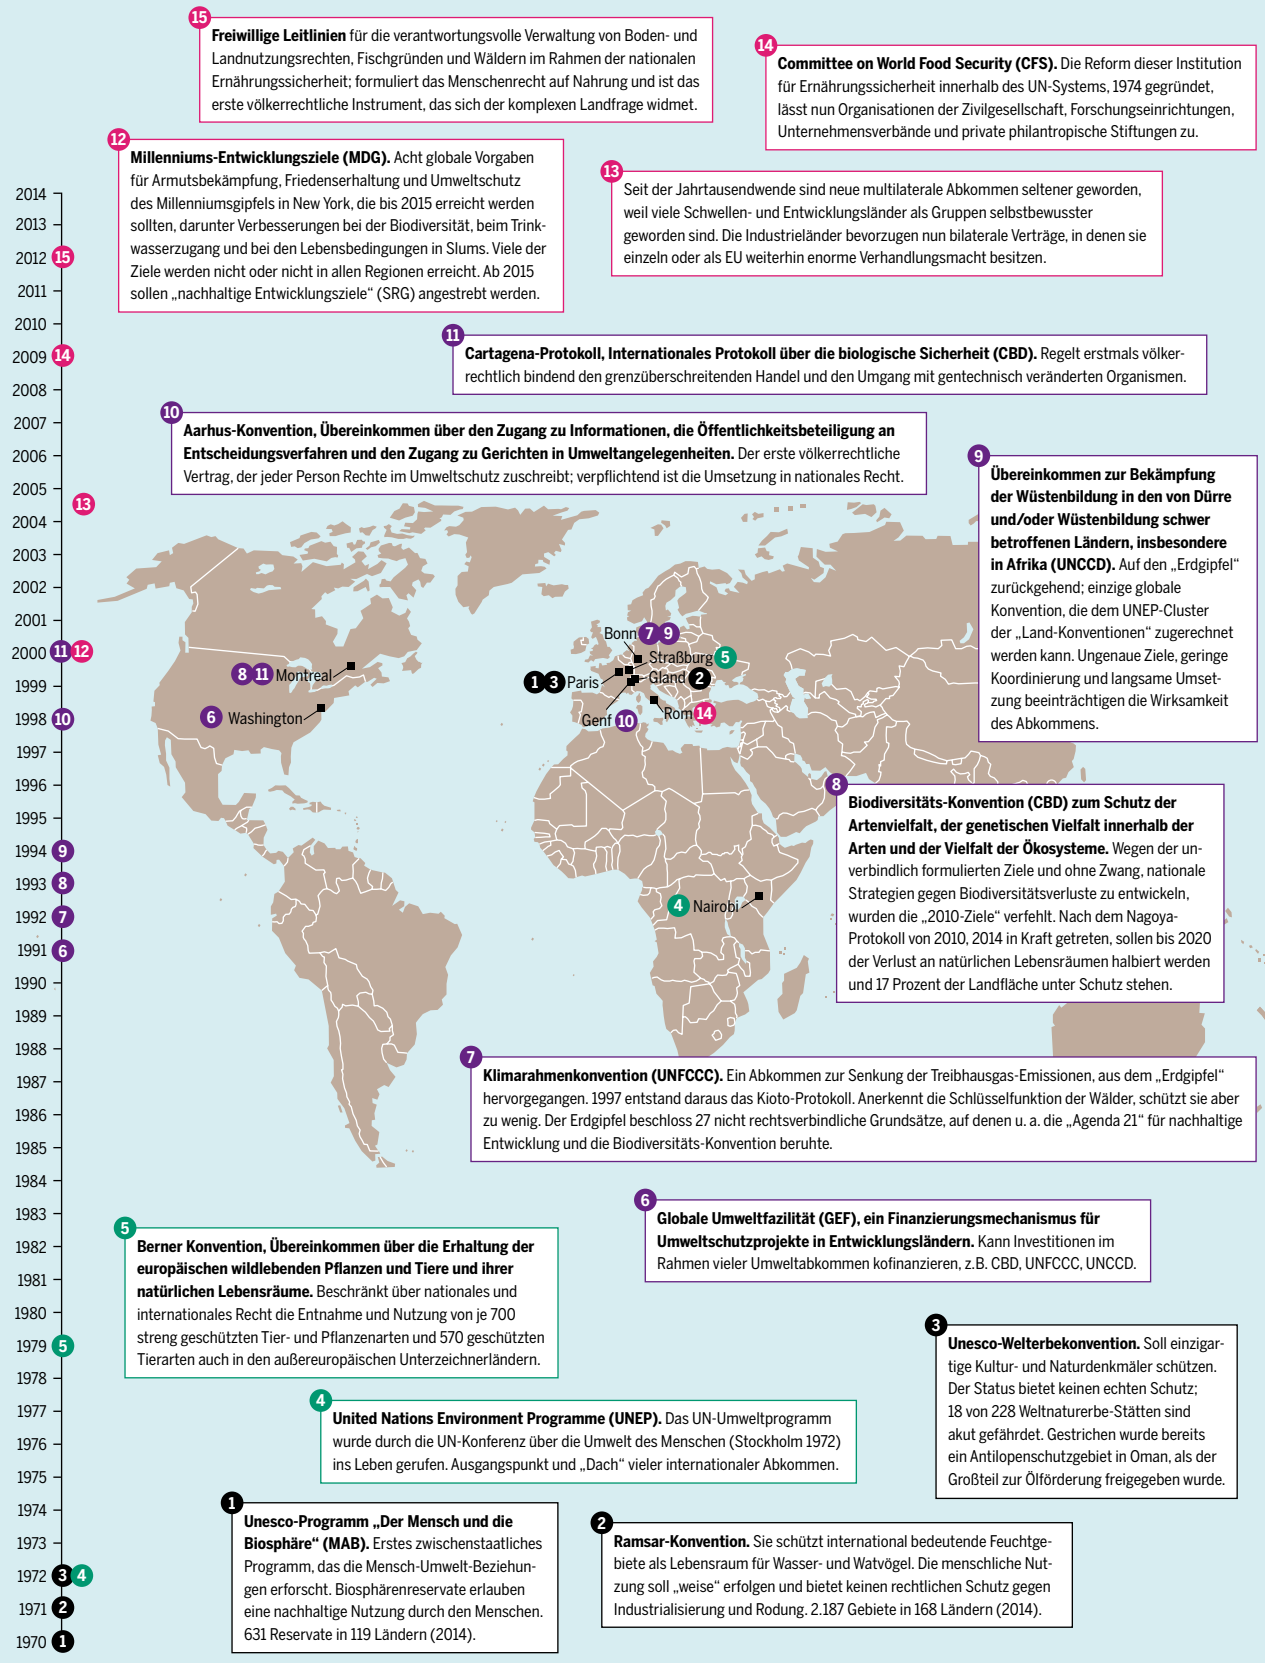 15
Freiwillige Leitlinien für die verantwortungsvolle Verwaltung von Boden- und
Landnutzungsrechten, Fischgründen und Wäldern im Rahmen der nationalen
Ernährungssicherheit; formuliert das Menschenrecht auf Nahrung und ist das
erste völkerrechtliche Instrument, das sich der komplexen Landfrage widmet.
14
Committee on World Food Security (CFS). Die Reform dieser Institution
für Ernährungssicherheit innerhalb des UN-Systems, 1974 gegründet,
lässt nun Organisationen der Zivilgesellschaft, Forschungseinrichtungen,
Unternehmensverbände und private philantropische Stiftungen zu.
12
Millenniums-Entwicklungsziele (MDG). Acht globale Vorgaben
für Armutsbekämpfung, Friedenserhaltung und Umweltschutz
des Millenniumsgipfels in New York, die bis 2015 erreicht werden
sollten, darunter Verbesserungen bei der Biodiversität, beim Trink-
wasserzugang und bei den Lebensbedingungen in Slums. Viele der
Ziele werden nicht oder nicht in allen Regionen erreicht. Ab 2015
sollen „nachhaltige Entwicklungsziele“ (SRG) angestrebt werden.
13
Seit der Jahrtausendwende sind neue multilaterale Abkommen seltener geworden,
weil viele Schwellen- und Entwicklungsländer als Gruppen selbstbewusster
geworden sind. Die Industrieländer bevorzugen nun bilaterale Verträge, in denen sie
einzeln oder als EU weiterhin enorme Verhandlungsmacht besitzen.
11
Cartagena-Protokoll, Internationales Protokoll über die biologische Sicherheit (CBD). Regelt erstmals völker-
rechtlich bindend den grenzüberschreitenden Handel und den Umgang mit gentechnisch veränderten Organismen.
10
Aarhus-Konvention, Übereinkommen über den Zugang zu Informationen, die Öffentlichkeitsbeteiligung an
Entscheidungsverfahren und den Zugang zu Gerichten in Umweltangelegenheiten. Der erste völkerrechtliche
Vertrag, der jeder Person Rechte im Umweltschutz zuschreibt; verpflichtend ist die Umsetzung in nationales Recht.
9
Übereinkommen zur Bekämpfung
der Wüstenbildung in den von Dürre
und/oder Wüstenbildung schwer
betroffenen Ländern, insbesondere
in Afrika (UNCCD). Auf den „Erdgipfel“
zurückgehend; einzige globale
Konvention, die dem UNEP-Cluster
der „Land-Konventionen“ zugerechnet
werden kann. Ungenaue Ziele, geringe
Koordinierung und langsame Umset-
zung beeinträchtigen die Wirksamkeit
des Abkommens.
8
Biodiversitäts-Konvention (CBD) zum Schutz der
Artenvielfalt, der genetischen Vielfalt innerhalb der
Arten und der Vielfalt der Ökosysteme. Wegen der un-
verbindlich formulierten Ziele und ohne Zwang, nationale
Strategien gegen Biodiversitätsverluste zu entwickeln,
wurden die „2010-Ziele“ verfehlt. Nach dem Nagoya-
Protokoll von 2010, 2014 in Kraft getreten, sollen bis 2020
der Verlust an natürlichen Lebensräumen halbiert werden
und 17 Prozent der Landfläche unter Schutz stehen.
7
Klimarahmenkonvention (UNFCCC). Ein Abkommen zur Senkung der Treibhausgas-Emissionen, aus dem „Erdgipfel“
hervorgegangen. 1997 entstand daraus das Kioto-Protokoll. Anerkennt die Schlüsselfunktion der Wälder, schützt sie aber
zu wenig. Der Erdgipfel beschloss 27 nicht rechtsverbindliche Grundsätze, auf denen u. a. die „Agenda 21“ für nachhaltige
Entwicklung und die Biodiversitäts-Konvention beruhte.
6
Globale Umweltfazilität (GEF), ein Finanzierungsmechanismus für
Umweltschutzprojekte in Entwicklungsländern. Kann Investitionen im
Rahmen vieler Umweltabkommen kofinanzieren, z.B. CBD, UNFCCC, UNCCD.
5
Berner Konvention, Übereinkommen über die Erhaltung der
europäischen wildlebenden Pflanzen und Tiere und ihrer
natürlichen Lebensräume. Beschränkt über nationales und
internationales Recht die Entnahme und Nutzung von je 700
streng geschützten Tier- und Pflanzenarten und 570 geschützten
Tierarten auch in den außereuropäischen Unterzeichnerländern.
3
Unesco-Welterbekonvention. Soll einzigar-
tige Kultur- und Naturdenkmäler schützen.
Der Status bietet keinen echten Schutz;
18 von 228 Weltnaturerbe-Stätten sind
akut gefährdet. Gestrichen wurde bereits
ein Antilopenschutzgebiet in Oman, als der
Großteil zur Ölförderung freigegeben wurde.
4
United Nations Environment Programme (UNEP). Das UN-Umweltprogramm
wurde durch die UN-Konferenz über die Umwelt des Menschen (Stockholm 1972)
ins Leben gerufen. Ausgangspunkt und „Dach“ vieler internationaler Abkommen.
1
Unesco-Programm „Der Mensch und die
Biosphäre“ (MAB). Erstes zwischenstaatliches
Programm, das die Mensch-Umwelt-Beziehun-
gen erforscht. Biosphärenreservate erlauben
eine nachhaltige Nutzung durch den Menschen.
631 Reservate in 119 Ländern (2014).
2
Ramsar-Konvention. Sie schützt international bedeutende Feuchtge-
biete als Lebensraum für Wasser- und Watvögel. Die menschliche Nut-
zung soll „weise“ erfolgen und bietet keinen rechtlichen Schutz gegen
Industrialisierung und Rodung. 2.187 Gebiete in 168 Ländern (2014).
2014
2013
2012 15
2011
2010
2009 14
2008
2007
2006
2005
13
2004
2003
2002
2001
2000 11 12
1999
1998 10
1997
1996
1995
1994 9
1993 8
1992 7
1991 6
1990
1989
1988
1987
1986
1985
1984
1983
1982
1981
1980
1979 5
1978
1977
1976
1975
1974
1973
1972 3 4
1971 2
1970 1
Bonn 7 9
Straßburg 5
8 11 Montreal
1 3 Paris
Gland 2
6 Washington
Genf 10
Rom 14
4 Nairobi